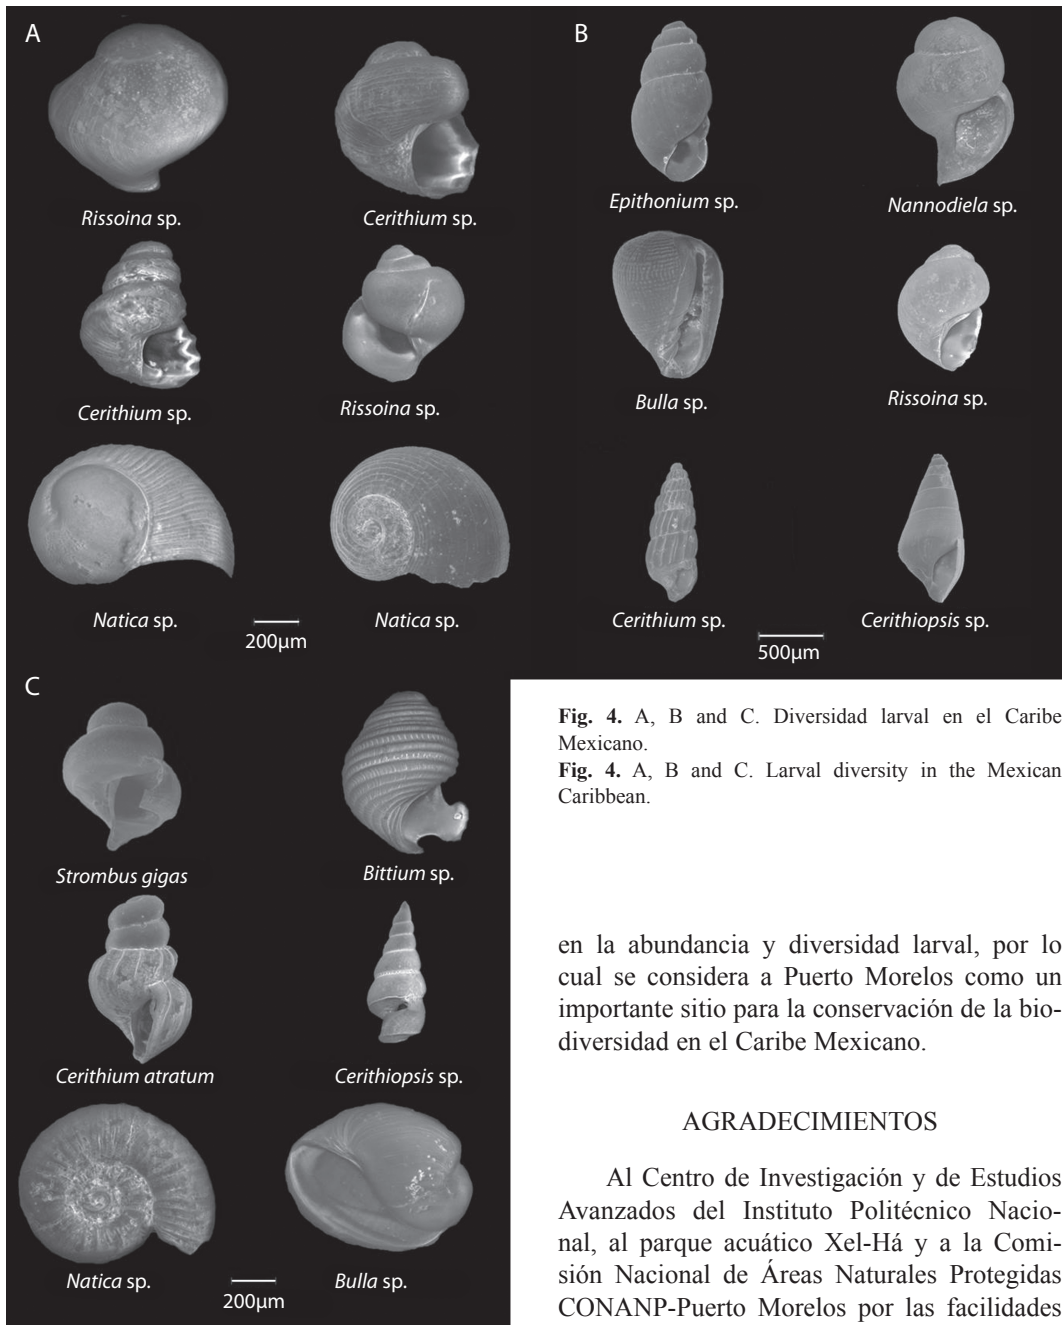 A
B
Rissoina sp.
Cerithium sp.
Epithonium sp.
Nannodiela sp.
Cerithium sp.
Rissoina sp.
Bulla sp.
Rissoina sp.
Natica sp.
200µm
Natica sp.
Cerithium sp.
500µm
Cerithiopsis sp.
C
Strombus gigas
Bittium sp.
Cerithium atratum
Cerithiopsis sp.
Natica sp.
200µm
Bulla sp.
Fig. 4. A, B and C. Diversidad larval en el Caribe
Mexicano.
Fig. 4. A, B and C. Larval diversity in the Mexican
Caribbean.
en la abundancia y diversidad larval, por lo
cual se considera a Puerto Morelos como un
importante sitio para la conservación de la bio-
diversidad en el Caribe Mexicano.
AGRADECIMIENTOS
Al Centro de Investigación y de Estudios
Avanzados del Instituto Politécnico Nacio-
nal, al parque acuático Xel-Há y a la Comi-
sión Nacional de Áreas Naturales Protegidas
CONANP-Puerto Morelos por las facilidades